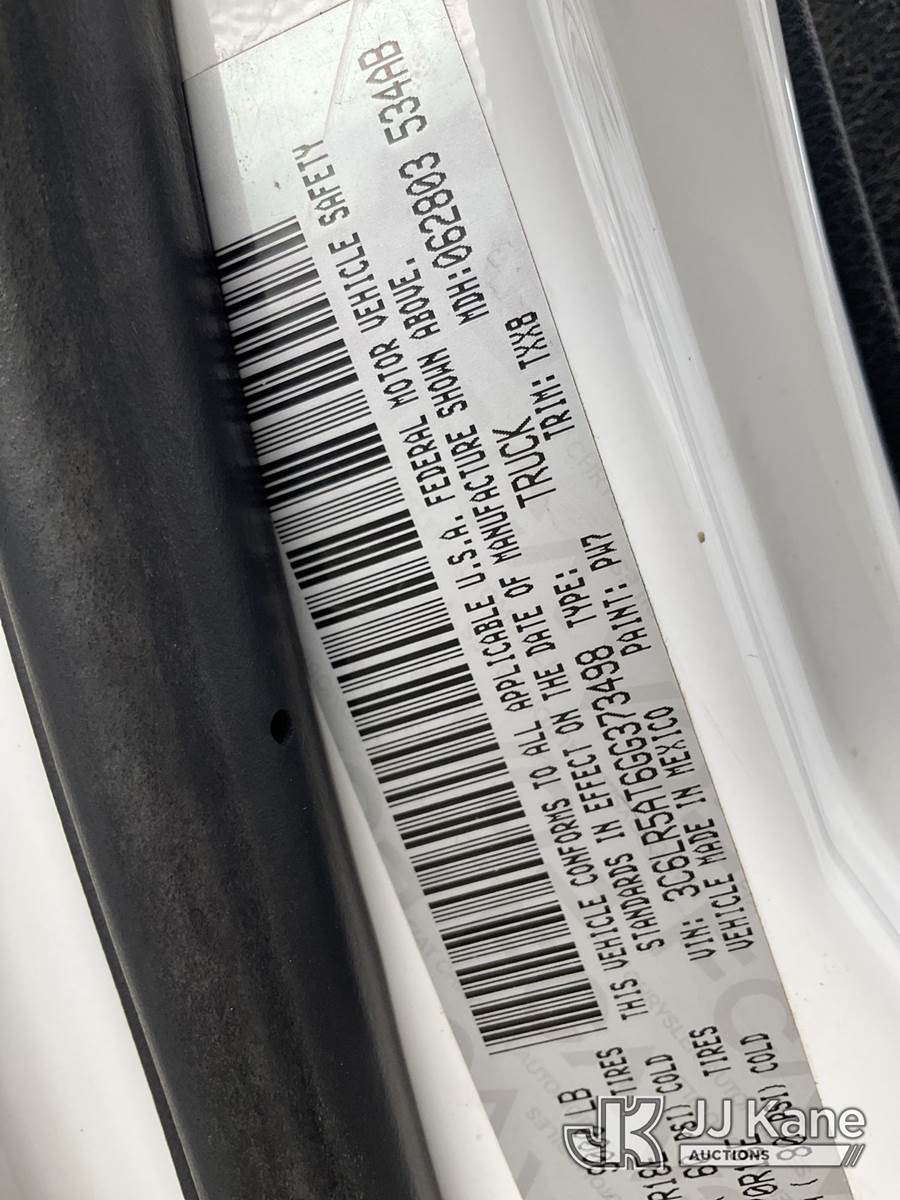 THIS VEHICLE CONFORMS TO ALL APPLICABLE U.S.A. FEDERAL MOTOR VEHICLE SAFETY
STANDARDS IN EFFECT ON THE DATE OF MANUFACTURE SHOWN ABOVE.
VIN: 3C6LR5AT6GG373498 TYPE: TRUCK MDH:062803 534AB
VEHICLE MADE IN MEXICO PAINT: PW7 TRIM: TXX8
LB
TIRES
COLD
TIRES
COLD
JJ Kane
AUCTIONS